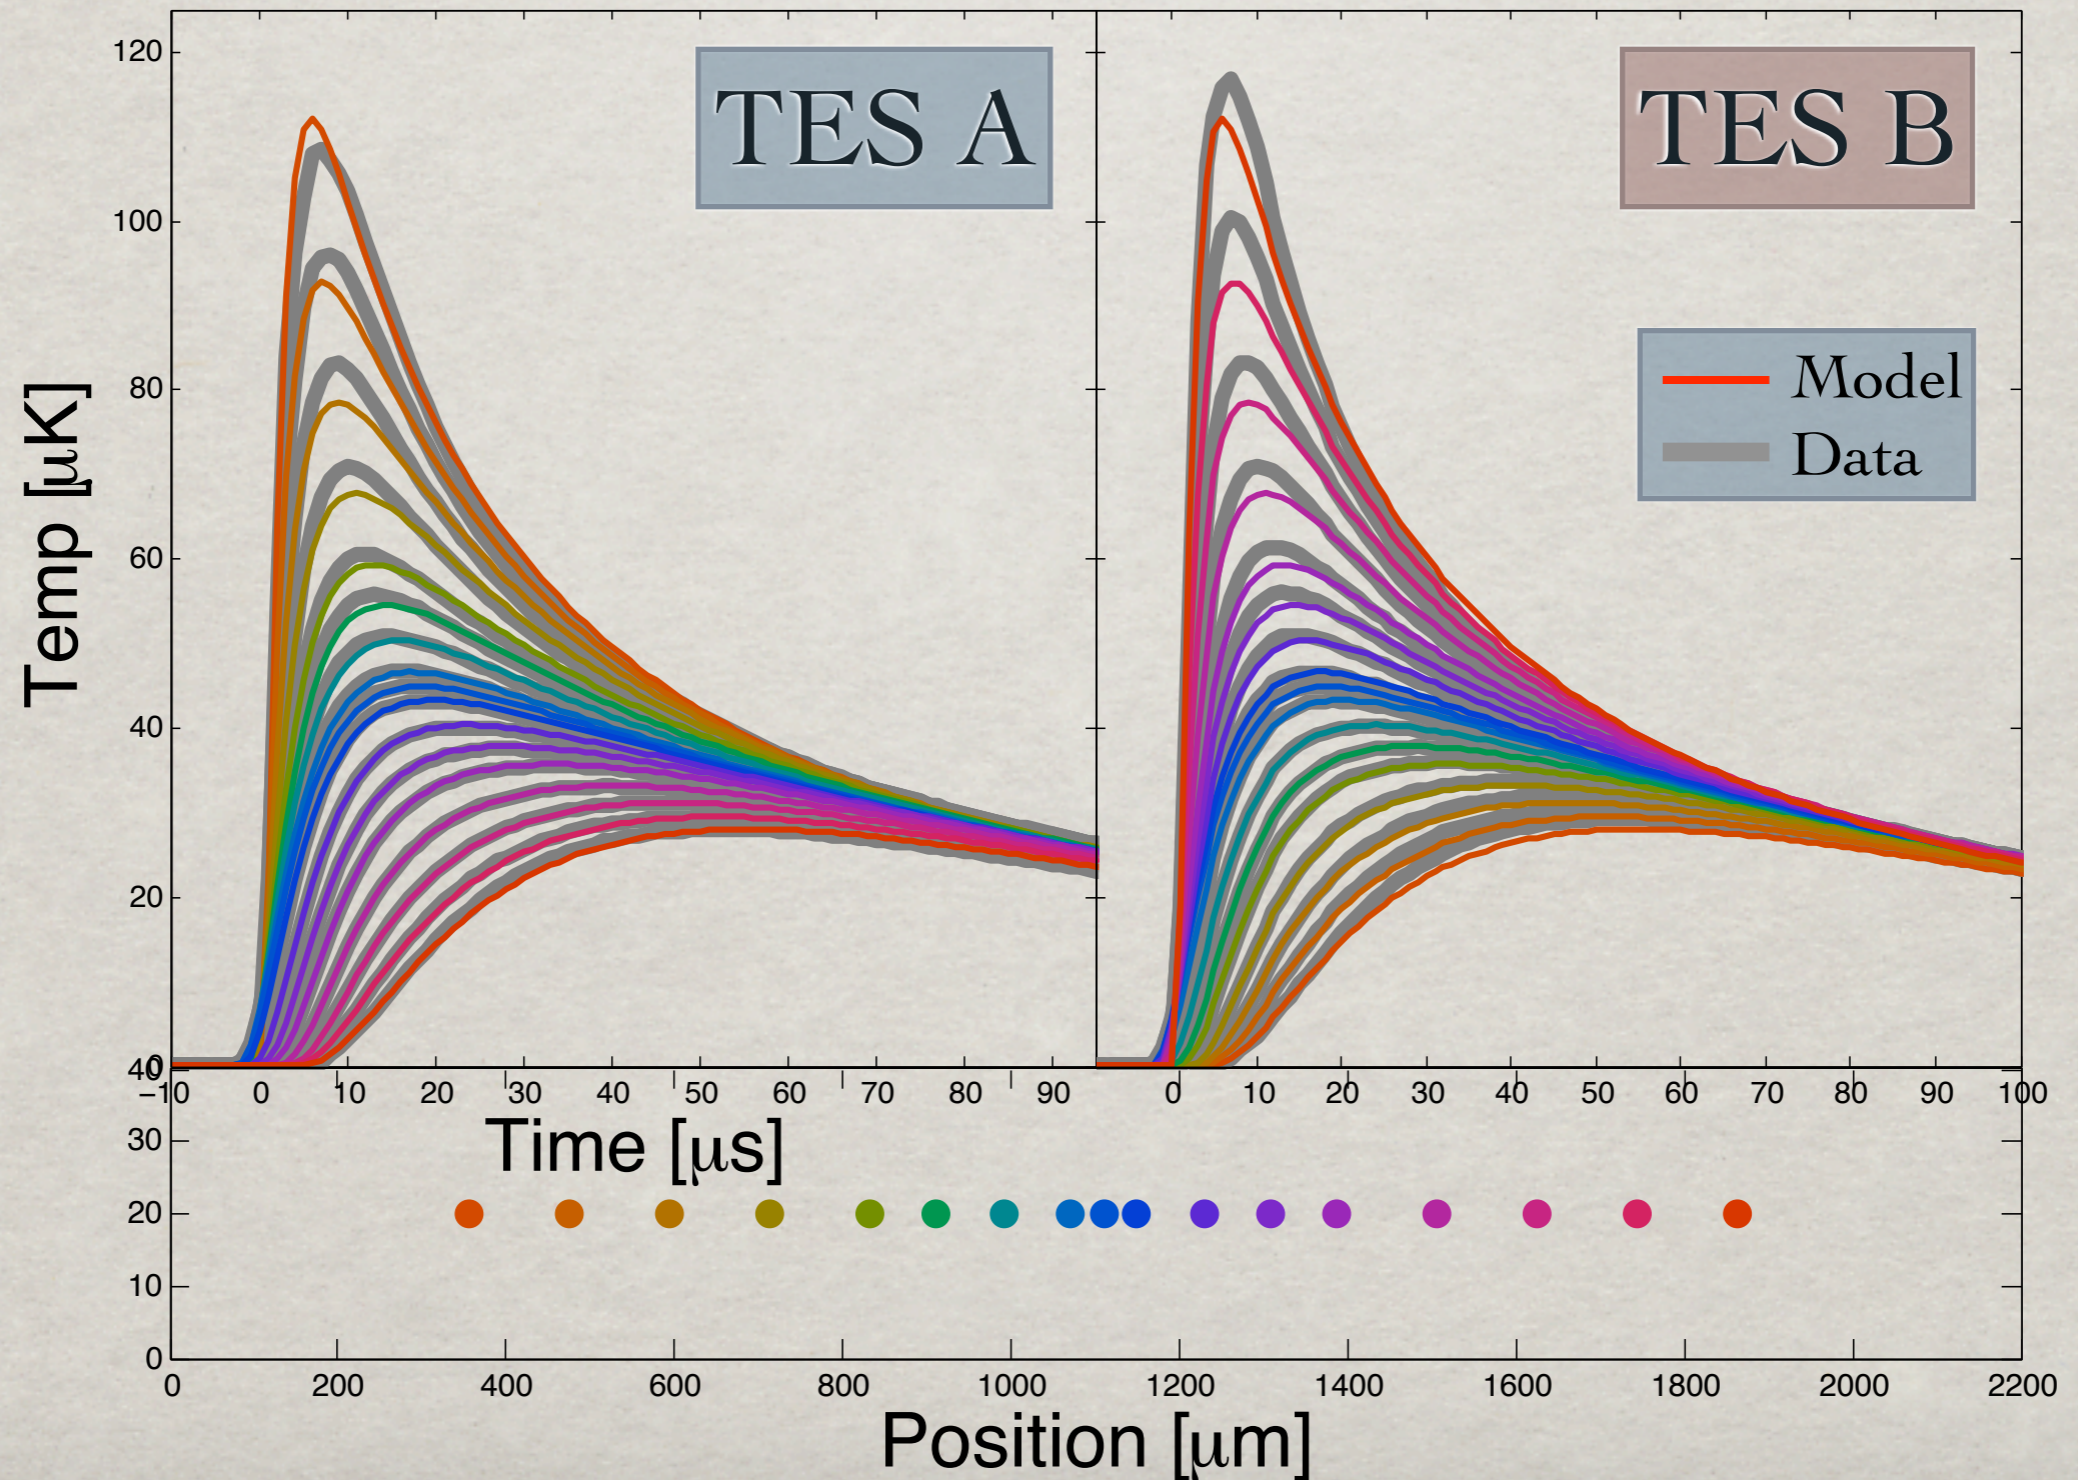 TES A
TES B
Model
Data
Temp [μK]
120
100
80
60
40
20
0
−10 0 10 20 30 40 50 60 70 80 90
0 10 20 30 40 50 60 70 80 90 100
Time [μs]
40
30
20
10
0
0 200 400 600 800 1000 1200 1400 1600 1800 2000 2200
Position [μm]